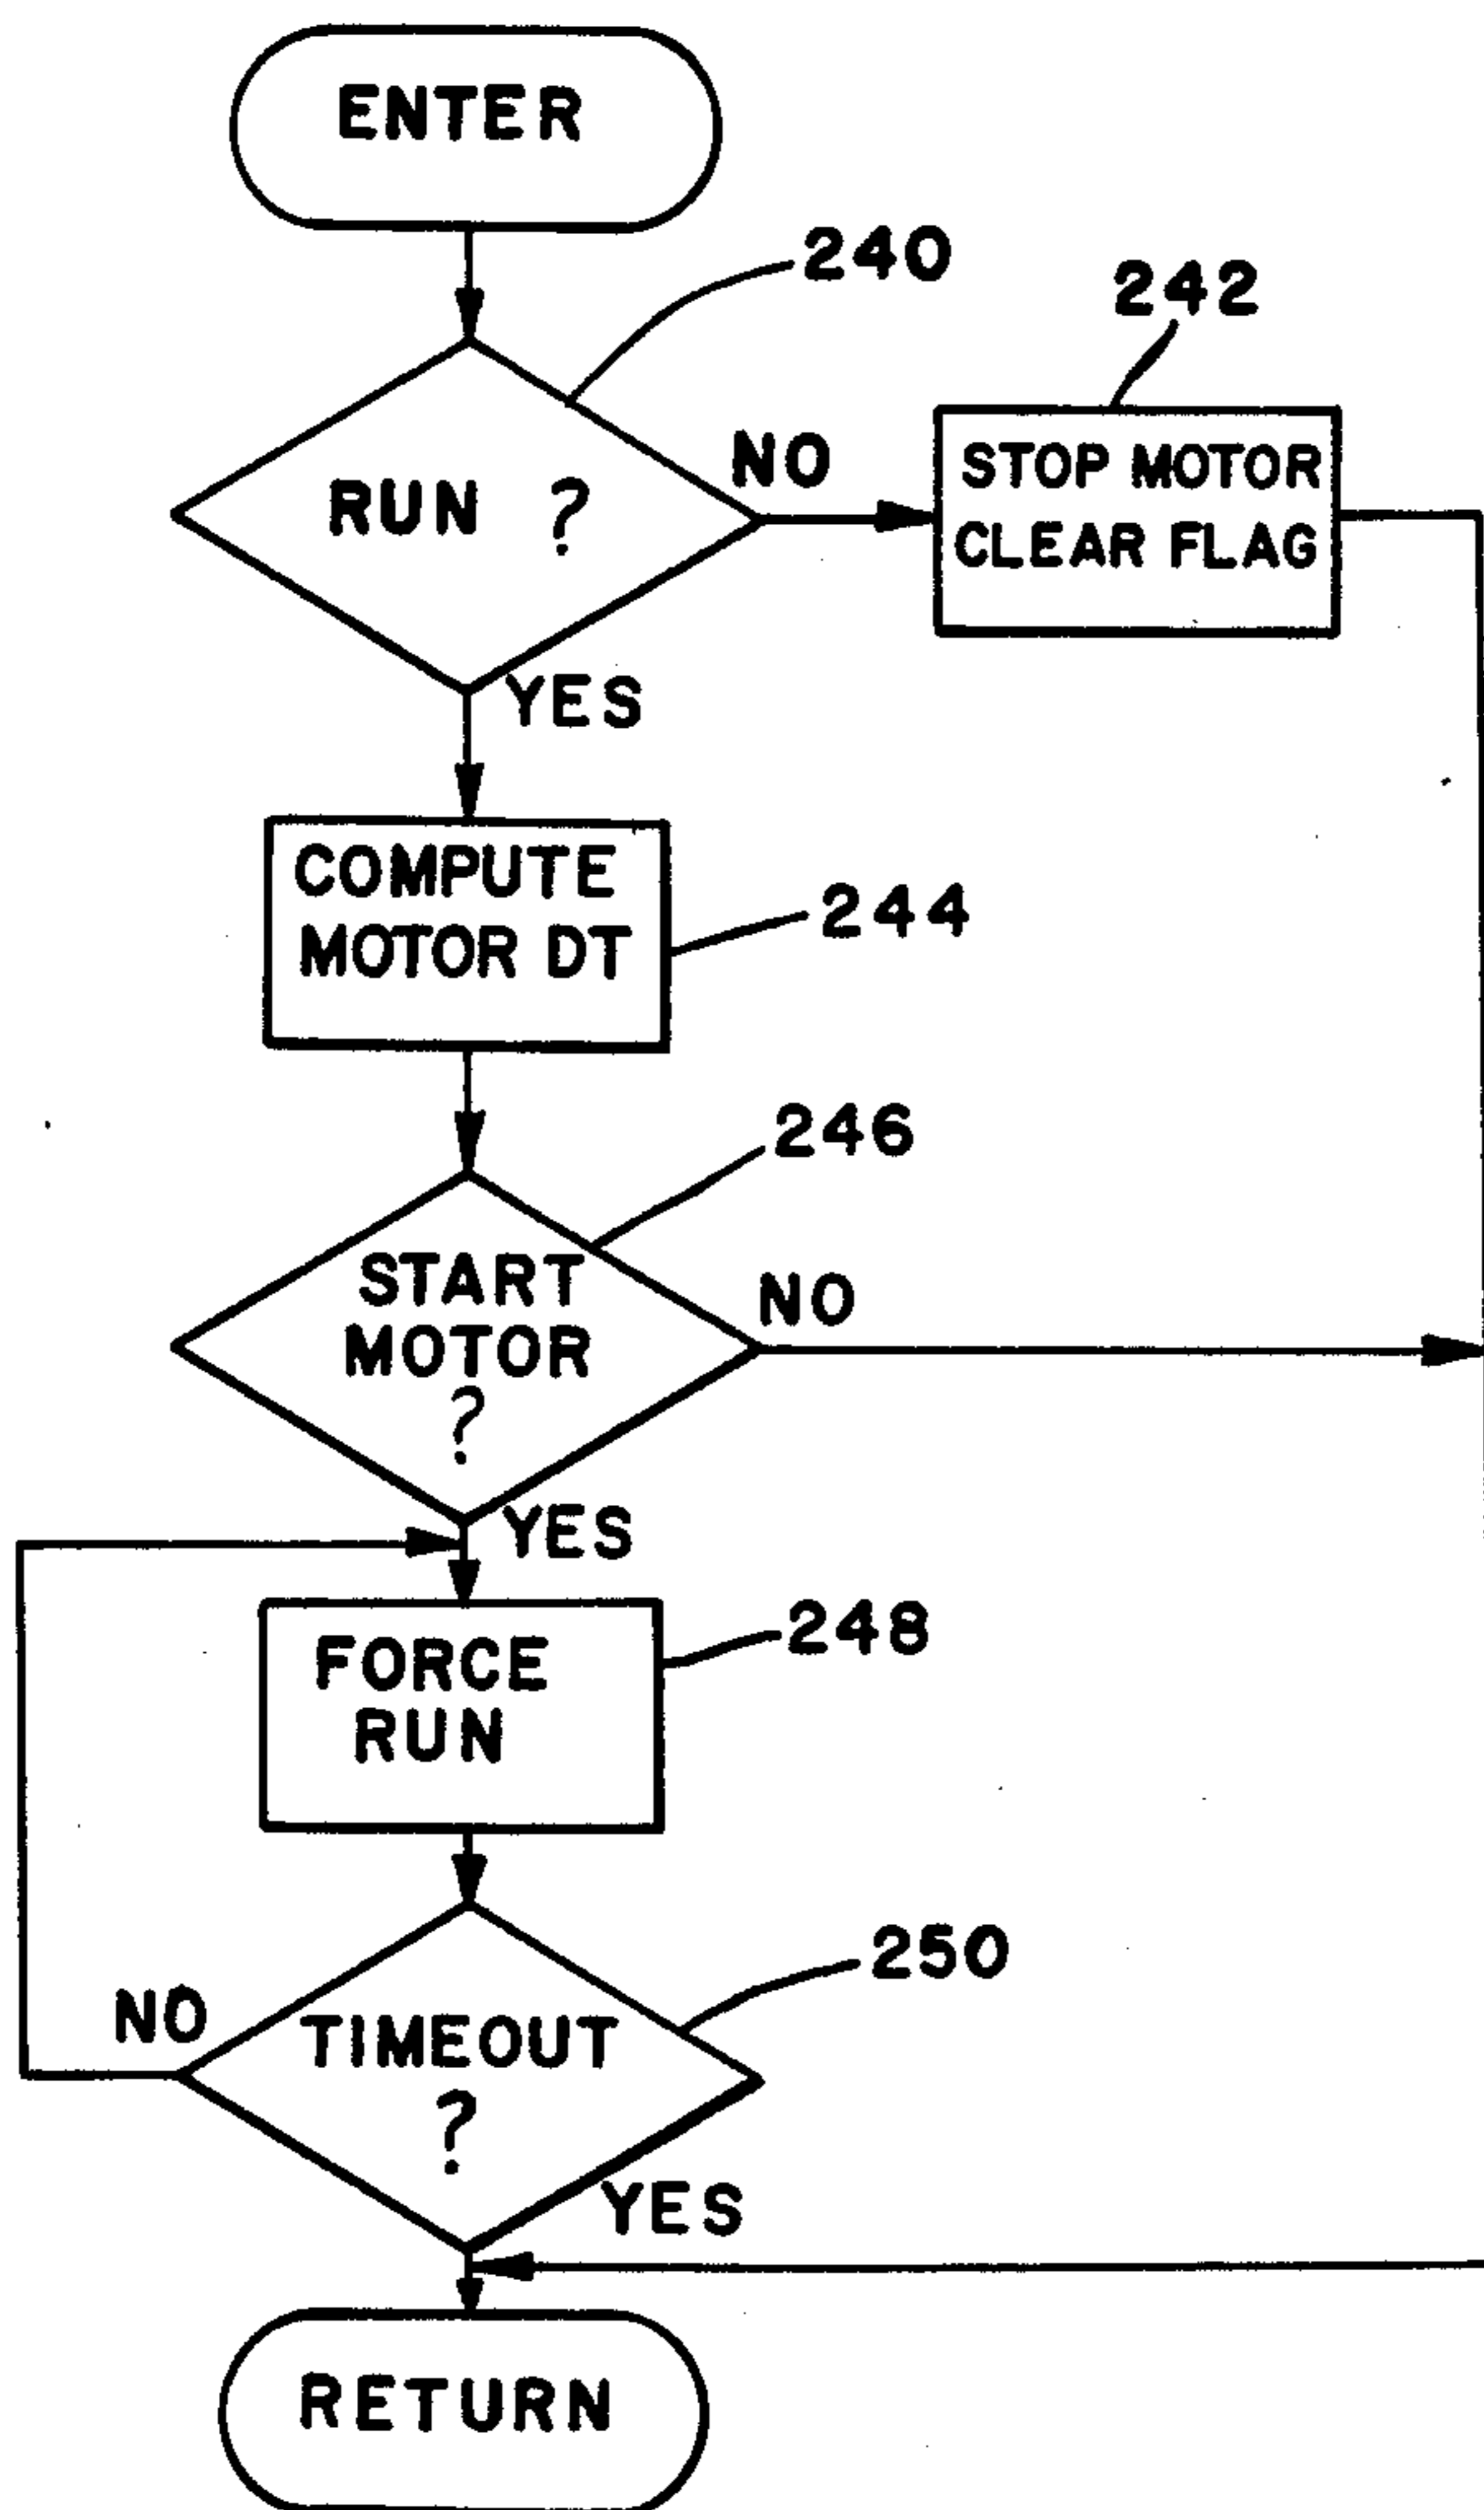 ENTER
240
242
RUN ?
NO
STOP MOTOR
CLEAR FLAG
YES
COMPUTE
MOTOR DT
244
246
START
MOTOR
?
NO
YES
FORCE
RUN
248
250
NO
TIMEOUT
?
YES
RETURN